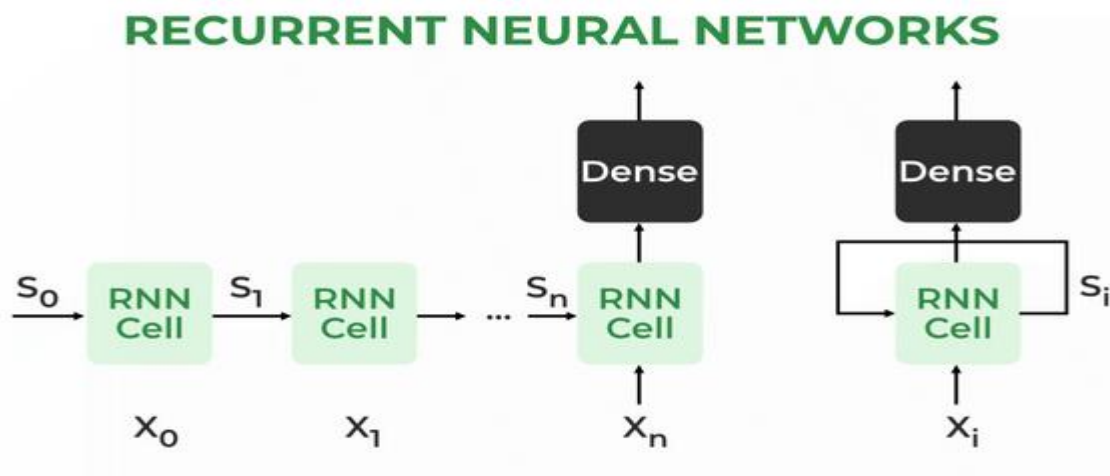 RECURRENT NEURAL NETWORKS
Dense
Dense
S₀
RNN
Cell
S₁
RNN
Cell
...
Sₙ
RNN
Cell
RNN
Cell
Sᵢ
X₀
X₁
Xₙ
Xᵢ